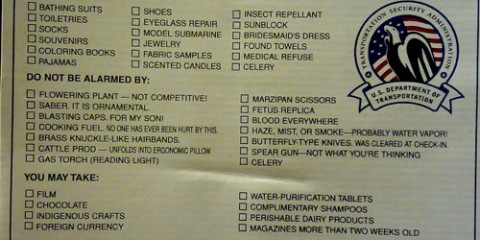 BATHING SUITS
TOILETRIES
SOCKS
SOUVENIRS
COLORING BOOKS
PAJAMAS
SHOES
EYEGLASS REPAIR
MODEL SUBMARINE
JEWELRY
FABRIC SAMPLES
SCENTED CANDLES
INSECT REPELLANT
SUNBLOCK
BRIDESMAID'S DRESS
FOUND TOWELS
MEDICAL REFUSE
CELERY
TRANSPORTATION SECURITY ADMINISTRATION
U.S. DEPARTMENT OF
TRANSPORTATION
DO NOT BE ALARMED BY:
FLOWERING PLANT — NOT COMPETITIVE!
SABER. IT IS ORNAMENTAL.
BLASTING CAPS. FOR MY SON!
COOKING FUEL. NO ONE HAS EVER BEEN HURT BY THIS.
BRASS KNUCKLE-LIKE HAIRBANDS.
CATTLE PROD — UNFOLDS INTO ERGONOMIC PILLOW
GAS TORCH (READING LIGHT)
MARZIPAN SCISSORS
FETUS REPLICA
BLOOD EVERYWHERE
HAZE, MIST, OR SMOKE—PROBABLY WATER VAPOR!
BUTTERFLY-TYPE KNIVES. WAS CLEARED AT CHECK-IN.
SPEAR GUN—NOT WHAT YOU'RE THINKING
CELERY
YOU MAY TAKE:
FILM
CHOCOLATE
INDIGENOUS CRAFTS
FOREIGN CURRENCY
WATER-PURIFICATION TABLETS
COMPLIMENTARY SHAMPOOS
PERISHABLE DAIRY PRODUCTS
MAGAZINES MORE THAN TWO WEEKS OLD